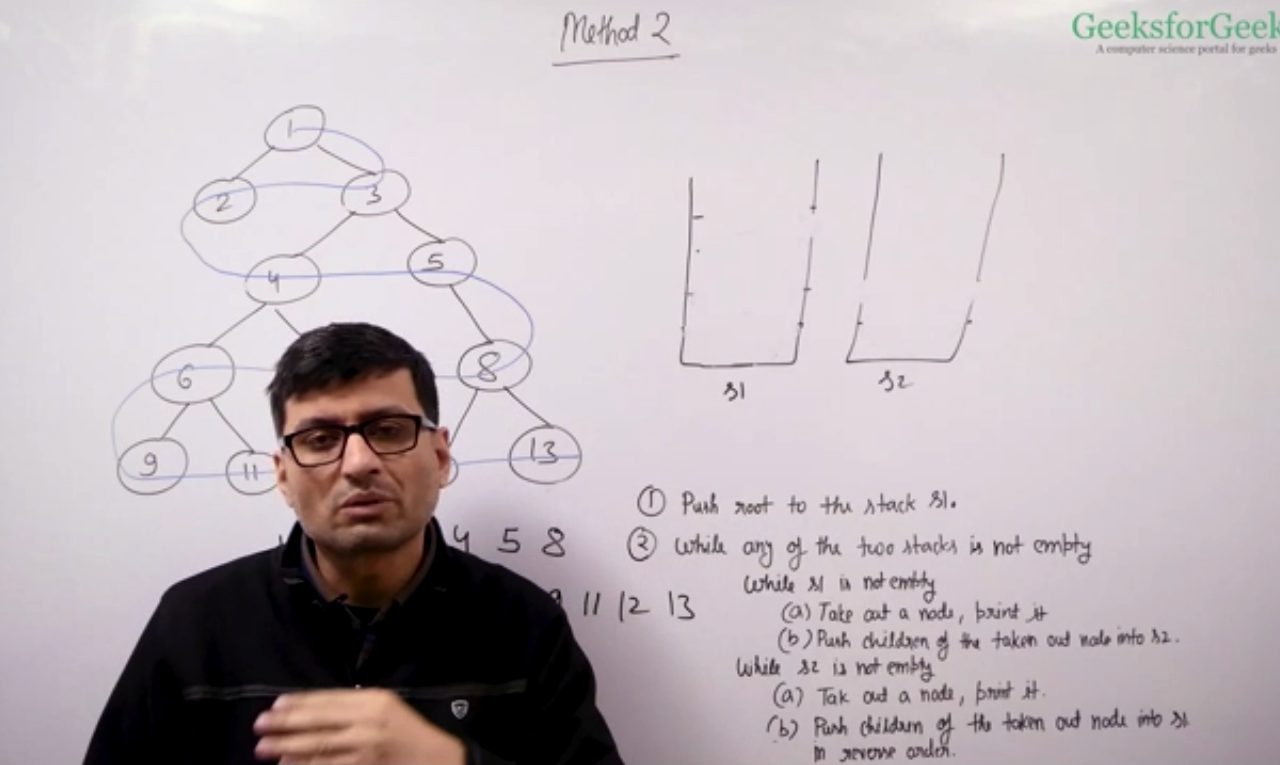 Method 2
GeeksforGeek
A computer science portal for geeks
1
2
3
4
5
6
8
9
11
13
s1
s2
4 5 8
11 12 13
① Push root to the stack s1.
② While any of the two stacks is not empty
While s1 is not empty
(a) Take out a node, print it
(b) Push children of the taken out node into s2.
While s2 is not empty
(a) Tak out a node, print it.
(b) Push children of the taken out node into s1
in reverse order.